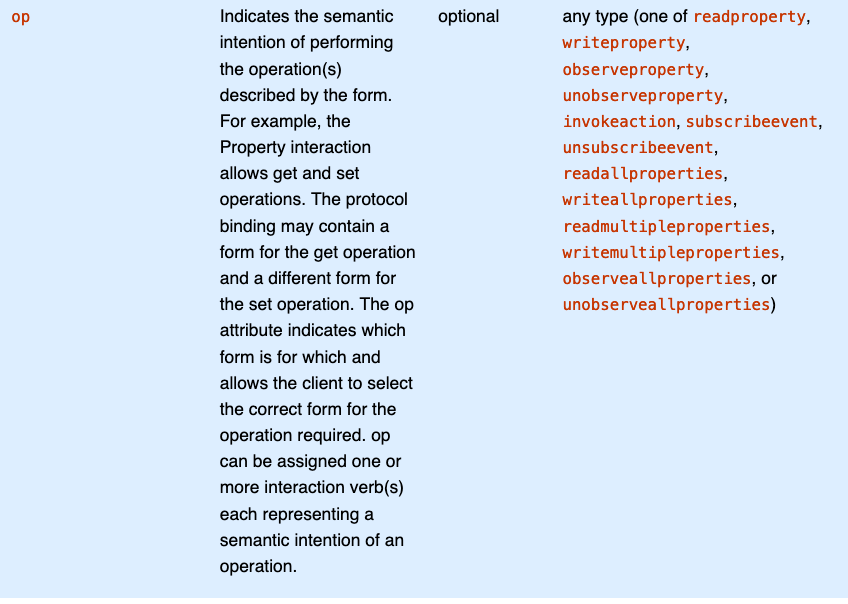 op
Indicates the semantic
intention of performing
the operation(s)
described by the form.
For example, the
Property interaction
allows get and set
operations. The protocol
binding may contain a
form for the get operation
and a different form for
the set operation. The op
attribute indicates which
form is for which and
allows the client to select
the correct form for the
operation required. op
can be assigned one or
more interaction verb(s)
each representing a
semantic intention of an
operation.
optional
any type (one of readproperty,
writeproperty,
observeproperty,
unobserveproperty,
invokeaction, subscribeevent,
unsubscribeevent,
readallproperties,
writeallproperties,
readmultipleproperties,
writemultipleproperties,
observeallproperties, or
unobserveallproperties)